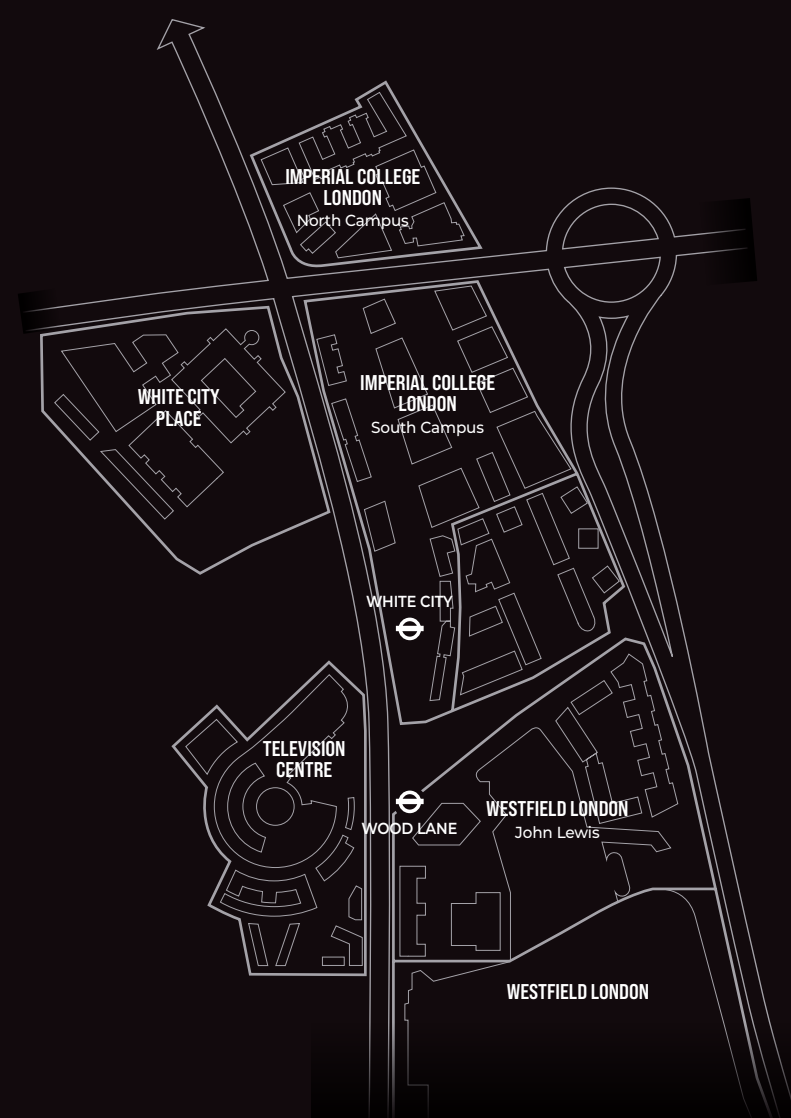 IMPERIAL COLLEGE
LONDON
North Campus
IMPERIAL COLLEGE
LONDON
South Campus
WHITE CITY
PLACE
WHITE CITY
TELEVISION
CENTRE
WOOD LANE
WESTFIELD LONDON
John Lewis
WESTFIELD LONDON